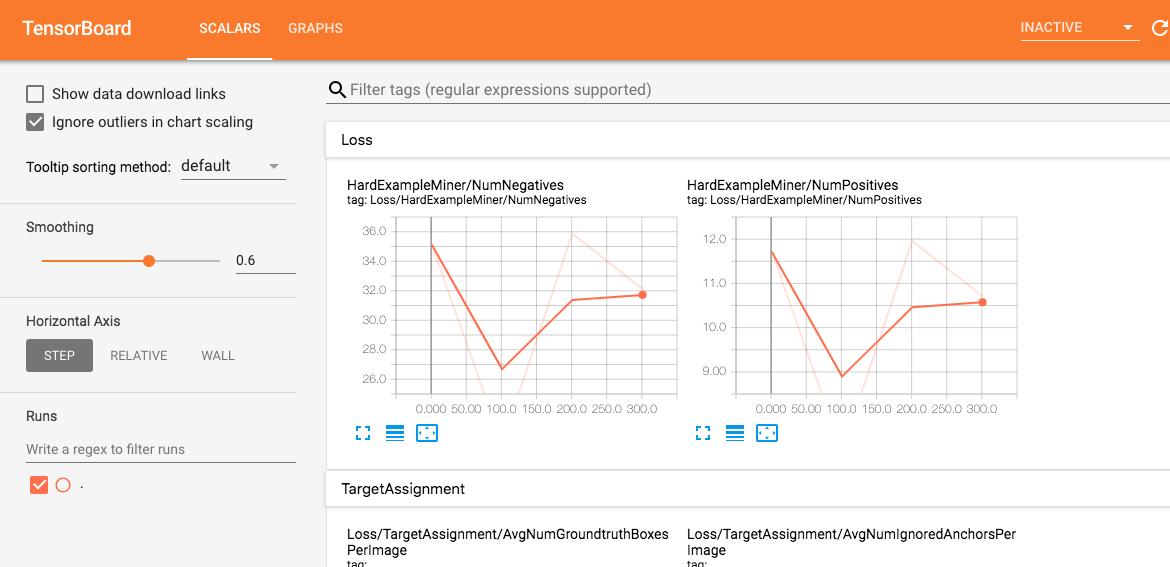 TensorBoard SCALARS GRAPHS INACTIVE
Show data download links
Ignore outliers in chart scaling
Tooltip sorting method: default
Smoothing
0.6
Horizontal Axis
STEP RELATIVE WALL
Runs
Write a regex to filter runs
.
Filter tags (regular expressions supported)
Loss
HardExampleMiner/NumNegatives
tag: Loss/HardExampleMiner/NumNegatives
36.0
34.0
32.0
30.0
28.0
26.0
0.000 50.00 100.0 150.0 200.0 250.0 300.0
HardExampleMiner/NumPositives
tag: Loss/HardExampleMiner/NumPositives
12.0
11.0
10.0
9.00
0.000 50.00 100.0 150.0 200.0 250.0 300.0
TargetAssignment
Loss/TargetAssignment/AvgNumGroundtruthBoxes
PerImage
tag:
Loss/TargetAssignment/AvgNumIgnoredAnchorsPer
Image
tag: